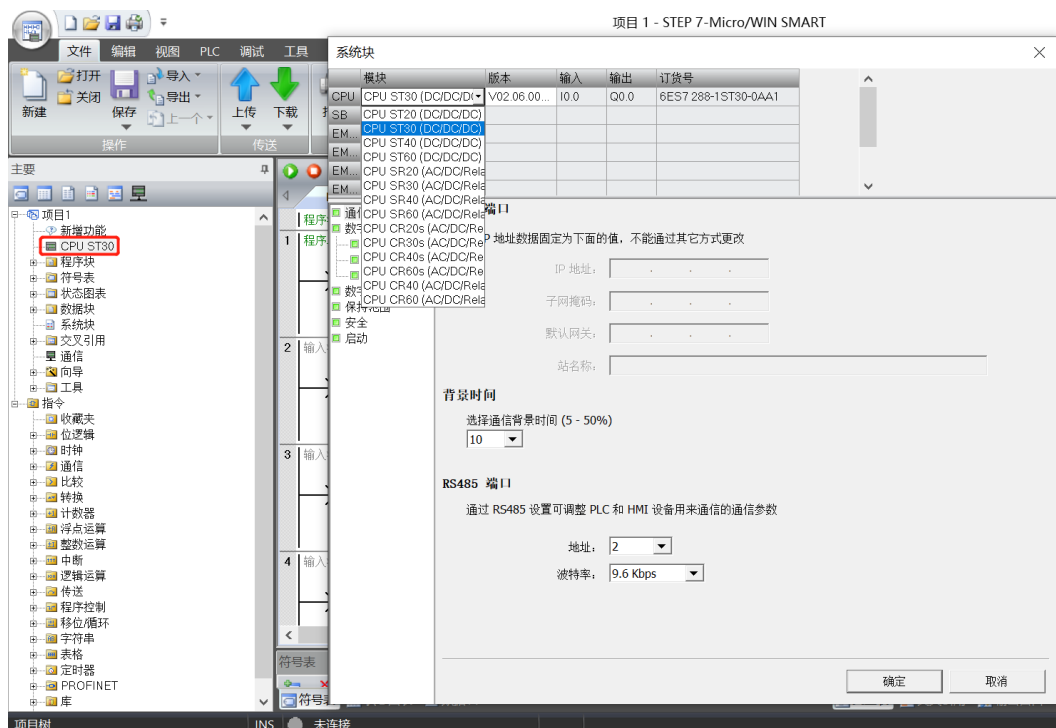 项目 1 - STEP 7-Micro/WIN SMART
文件 编辑 视图 PLC 调试 工具
新建
打开
关闭
保存
导入
导出
上一个
上传 下载
操作
传送
主要
项目1
新增功能
CPU ST30
程序块
符号表
状态图表
数据块
系统块
交叉引用
通信
向导
工具
指令
收藏夹
位逻辑
时钟
通信
比较
转换
计数器
浮点运算
整数运算
中断
逻辑运算
传送
程序控制
移位/循环
字符串
表格
定时器
PROFINET
库
1 程序
2 输入
3 输入
4 输入
符号表
系统块
模块 版本 输入 输出 订货号
CPU CPU ST30 (DC/DC/D( V02.06.00... I0.0 Q0.0 6ES7 288-1ST30-0AA1
SB
EM...
EM...
EM...
EM...
CPU ST20 (DC/DC/DC)
CPU ST30 (DC/DC/DC)
CPU ST40 (DC/DC/DC)
CPU ST60 (DC/DC/DC)
CPU SR20 (AC/DC/Rela
CPU SR30 (AC/DC/Rela
CPU SR40 (AC/DC/Rela
CPU SR60 (AC/DC/Rela
CPU CR20s (AC/DC/Re
CPU CR30s (AC/DC/Re
CPU CR40s (AC/DC/Re
CPU CR60s (AC/DC/Re
CPU CR40 (AC/DC/Rela
CPU CR60 (AC/DC/Rela
保持范围
安全
启动
端口
P 地址数据固定为下面的值，不能通过其它方式更改
IP 地址：
子网掩码：
默认网关：
站名称：
背景时间
选择通信背景时间 (5 - 50%)
10
RS485 端口
通过 RS485 设置可调整 PLC 和 HMI 设备用来通信的通信参数
地址： 2
波特率： 9.6 Kbps
确定 取消
项目树 INS 未连接